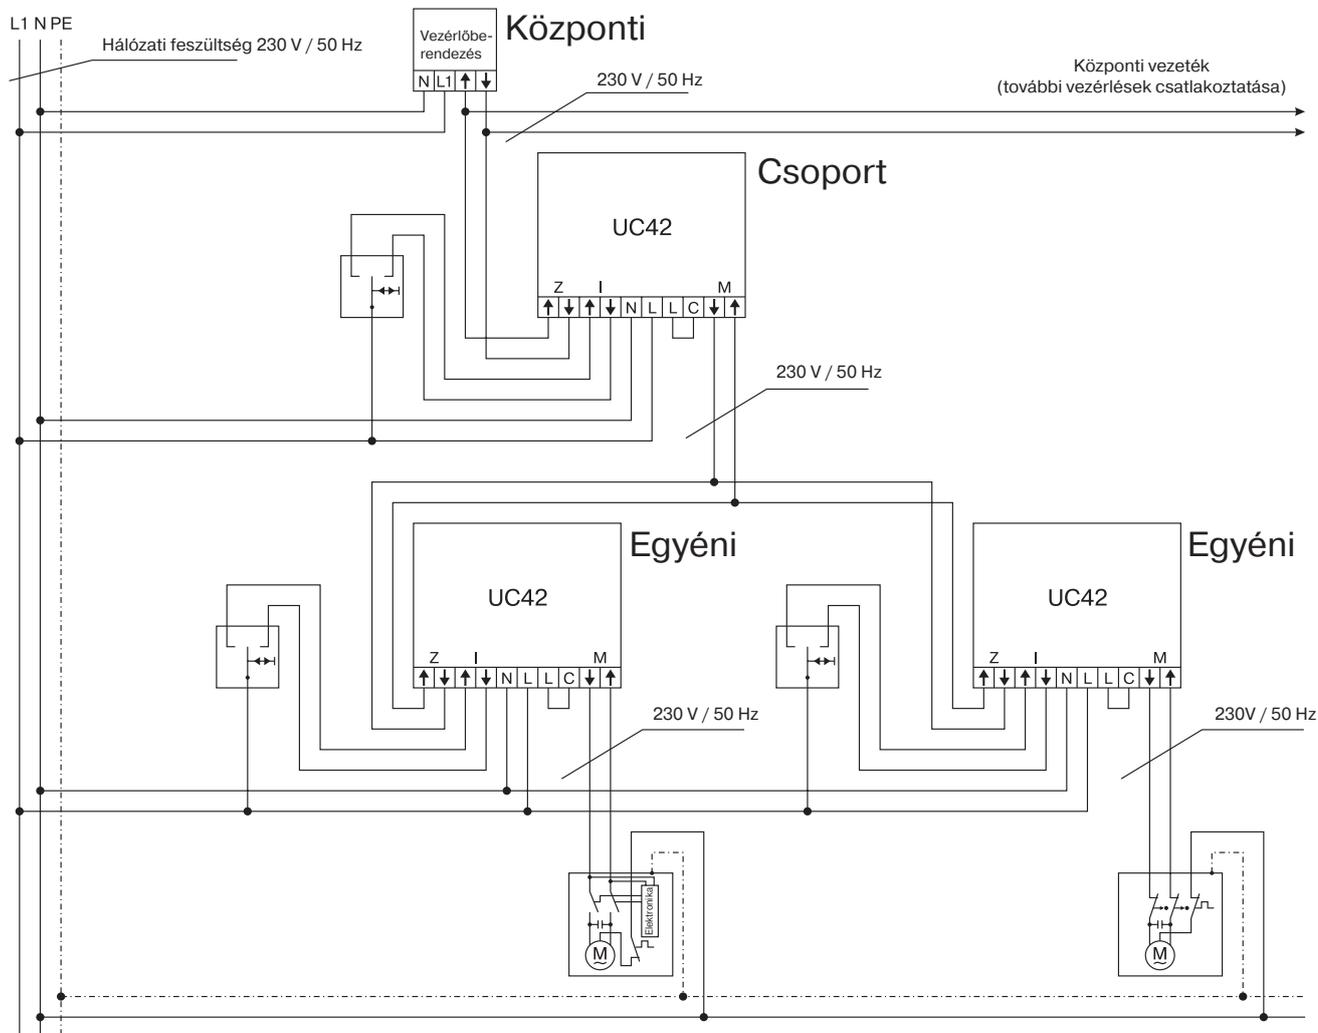 L1 N PE
Hálózati feszültség 230 V / 50 Hz
Vezérlőbe-
rendezés
N L1
Központi
230 V / 50 Hz
Központi vezeték
(további vezérlések csatlakoztatása)
Csoport
UC42
Z I M
N L L C
230 V / 50 Hz
Egyéni
UC42
Z I M
N L L C
230 V / 50 Hz
Egyéni
UC42
Z I M
N L L C
230V / 50 Hz
Elektronika
M
M